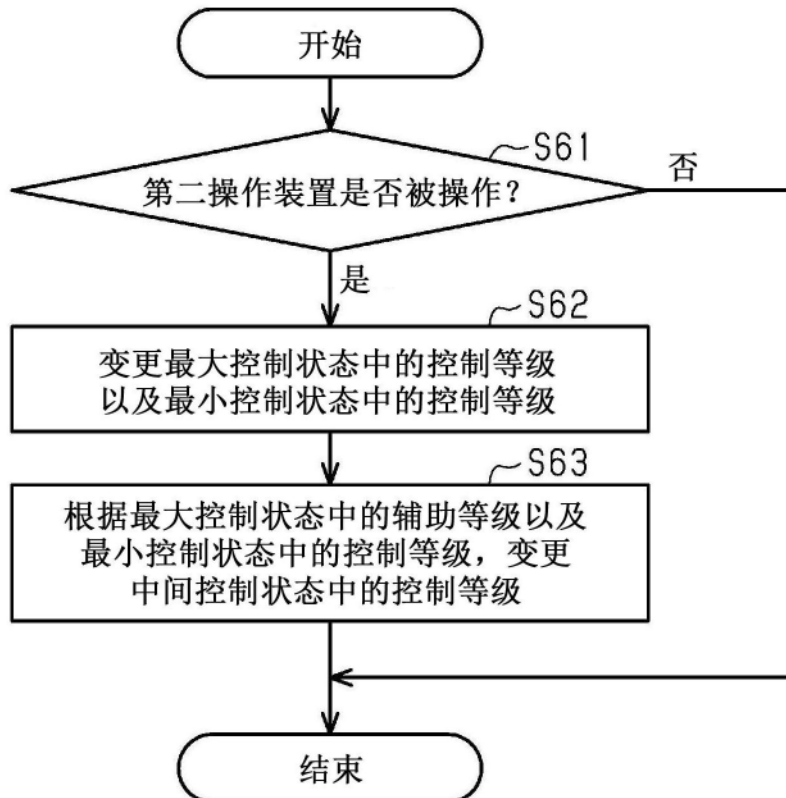 开始
S61
第二操作装置是否被操作？
否
是
S62
变更最大控制状态中的控制等级
以及最小控制状态中的控制等级
S63
根据最大控制状态中的辅助等级以及
最小控制状态中的控制等级，变更
中间控制状态中的控制等级
结束